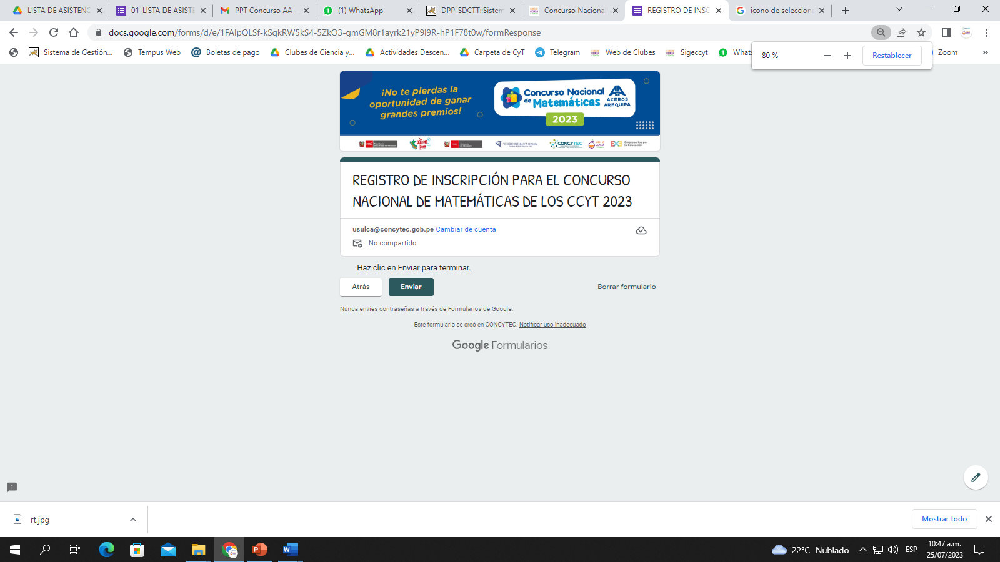 LISTA DE ASISTENC
01-LISTA DE ASISTE
PPT Concurso AA -
(1) WhatsApp
DPP-SDCTT::Sistem
Concurso Nacional
REGISTRO DE INSC
icono de seleccione
docs.google.com/forms/d/e/1FAIpQLSf-kSqkRW5kS4-5ZkO3-gmGM8r1ayrk21yP9I9R-hP1F78t0w/formResponse
Sistema de Gestión...
Tempus Web
Boletas de pago
Clubes de Ciencia y...
Actividades Descen...
Carpeta de CyT
Telegram
Web de Clubes
Sigeccyt
What
Zoom
80 %
Restablecer
¡No te pierdas la
oportunidad de ganar
grandes premios!
Concurso Nacional
de Matemáticas
ACEROS
AREQUIPA
2023
PERÚ
PERÚ
CONCYTEC
Empresarios por
la Educación
REGISTRO DE INSCRIPCIÓN PARA EL CONCURSO
NACIONAL DE MATEMÁTICAS DE LOS CCYT 2023
usulca@concytec.gob.pe Cambiar de cuenta
No compartido
Haz clic en Enviar para terminar.
Atrás
Enviar
Borrar formulario
Nunca envíes contraseñas a través de Formularios de Google.
Este formulario se creó en CONCYTEC. Notificar uso inadecuado
Google Formularios
rt.jpg
Mostrar todo
22°C Nublado
ESP
10:47 a.m.
25/07/2023